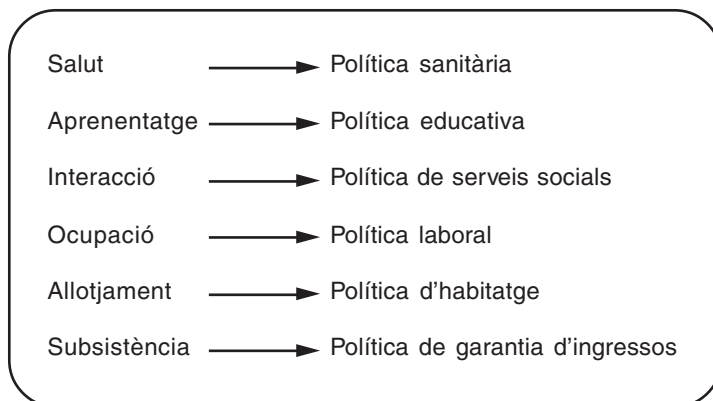 Salut Política sanitària
Aprenentatge Política educativa
Interacció Política de serveis socials
Ocupació Política laboral
Allotjament Política d'habitatge
Subsistència Política de garantia d'ingressos